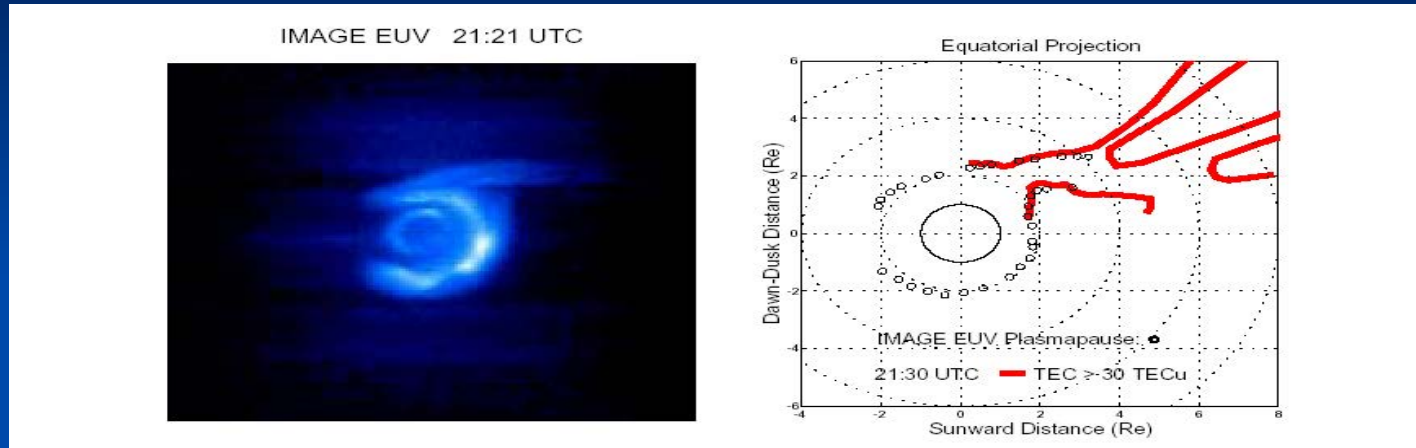 IMAGE EUV 21:21 UTC
Equatorial Projection
6
4
2
0
-2
-4
-6
Dawn-Dusk Distance (Re)
IMAGE EUV Plasmapause:
21:30 UTC TEC > 30 TECu
-4 -2 0 2 4 6 8
Sunward Distance (Re)